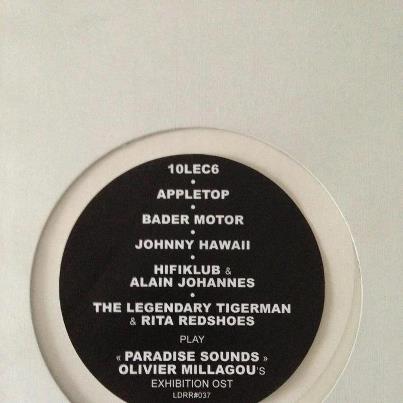 10LEC6
•
APPLETOP
•
BADER MOTOR
•
JOHNNY HAWAII
•
HIFIKLUB &
ALAIN JOHANNES
•
THE LEGENDARY TIGERMAN
& RITA REDSHOES
PLAY
« PARADISE SOUNDS »
OLIVIER MILLAGOU'S
EXHIBITION OST
LDRR#037